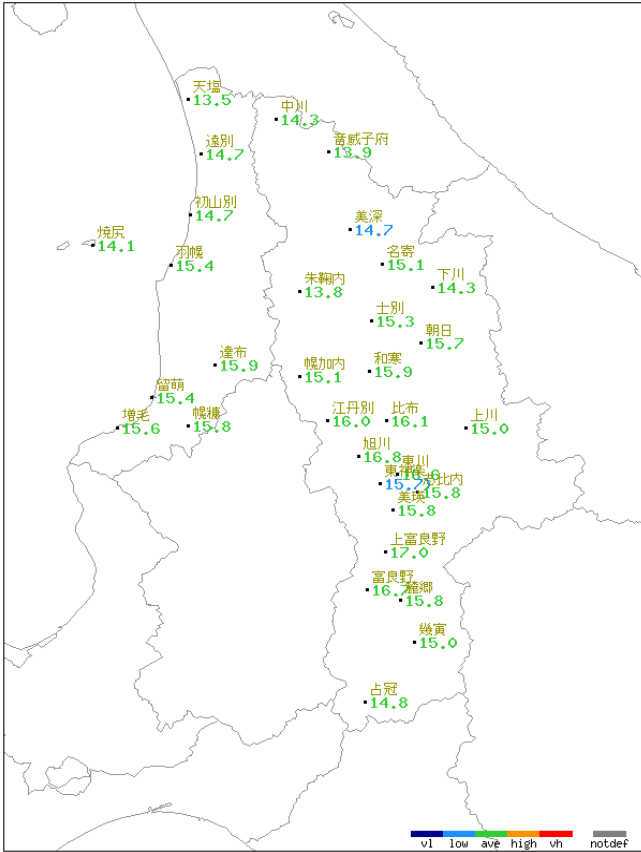 天塩
13.5
中川
14.3
遠別
14.7
音威子府
13.9
初山別
14.7
美深
14.7
焼尻
14.1
羽幌
15.4
名寄
15.1
下川
14.3
朱鞠内
13.8
士別
15.3
朝日
15.7
達布
15.9
幌加内
15.1
和寒
15.9
留萌
15.4
増毛
15.6
幌糠
15.8
江丹別
16.0
比布
16.1
上川
15.0
旭川
16.8
東川
東神楽
15.7
志比内
15.8
美瑛
15.8
上富良野
17.0
富良野
16.7
麓郷
15.8
幾寅
15.0
占冠
14.8
vl low ave high vh notdef